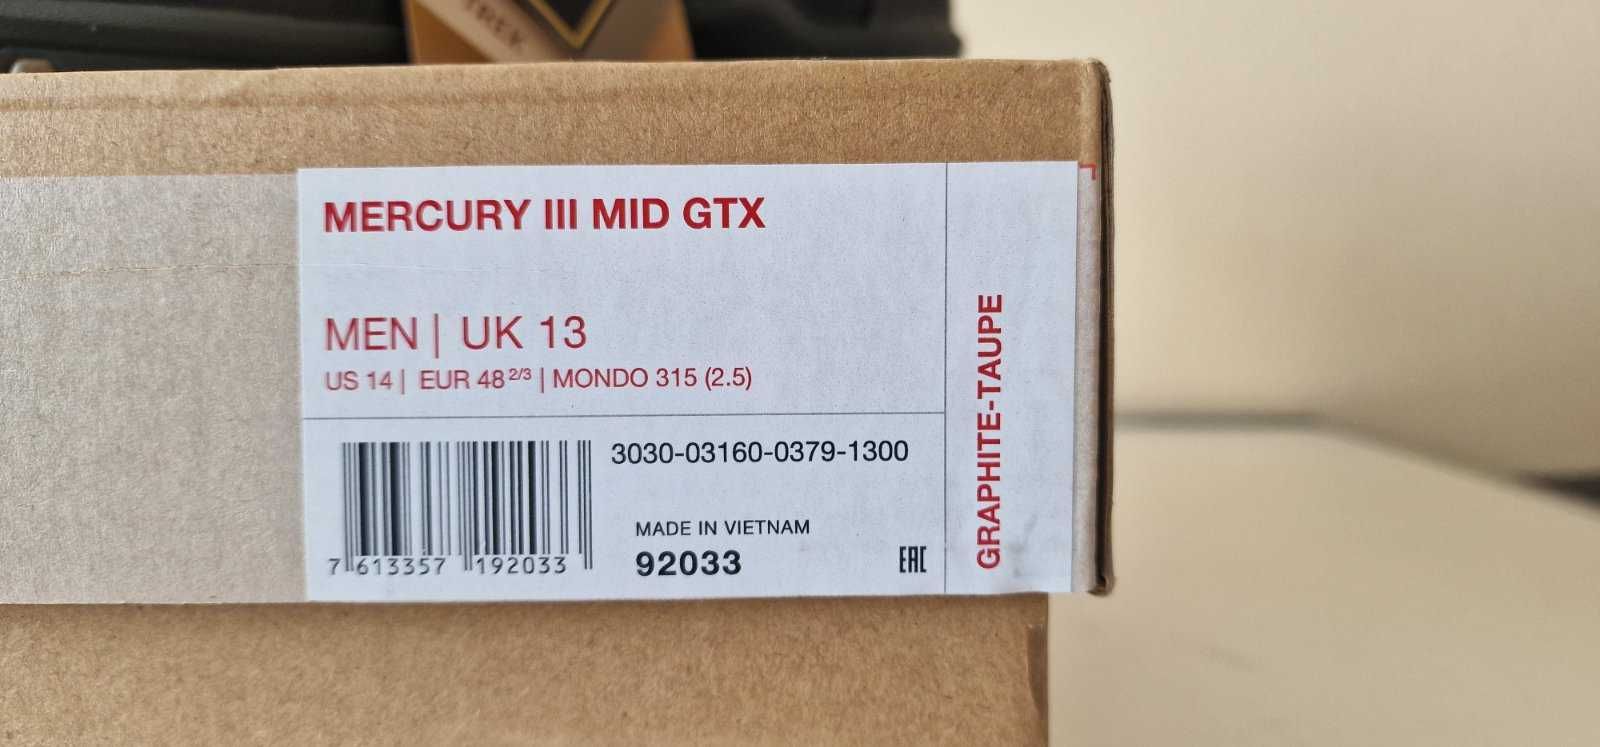 TREK
MERCURY III MID GTX
MEN | UK 13
US 14 | EUR 48 2/3 | MONDO 315 (2.5)
3030-03160-0379-1300
MADE IN VIETNAM
92033
EAC
7 613357 192033
GRAPHITE-TAUPE